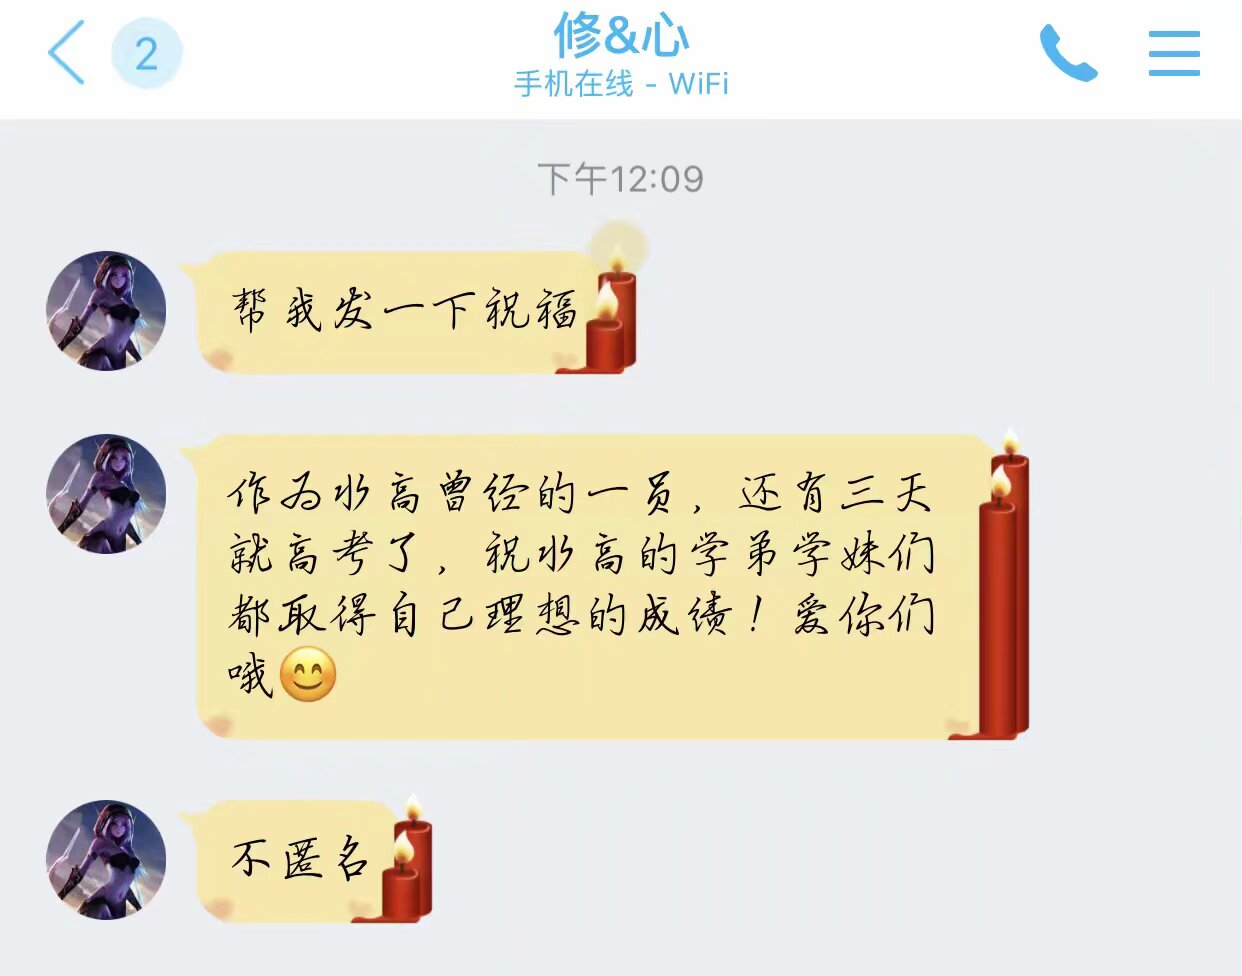 2
修&心
手机在线 - WiFi
下午12:09
帮我发一下祝福
作为水高曾经的一员，还有三天
就高考了，祝水高的学弟学妹们
都取得自己理想的成绩！爱你们
哦😊
不匿名